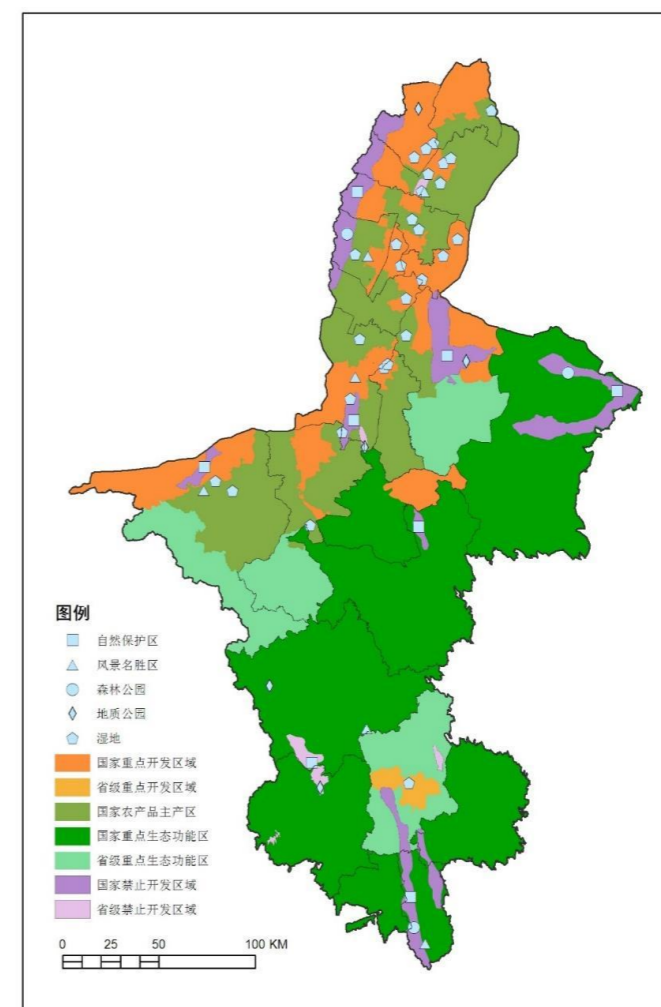 图例
自然保护区
风景名胜区
森林公园
地质公园
湿地
国家重点开发区域
省级重点开发区域
国家农产品主产区
国家重点生态功能区
省级重点生态功能区
国家禁止开发区域
省级禁止开发区域
0 25 50 100 KM